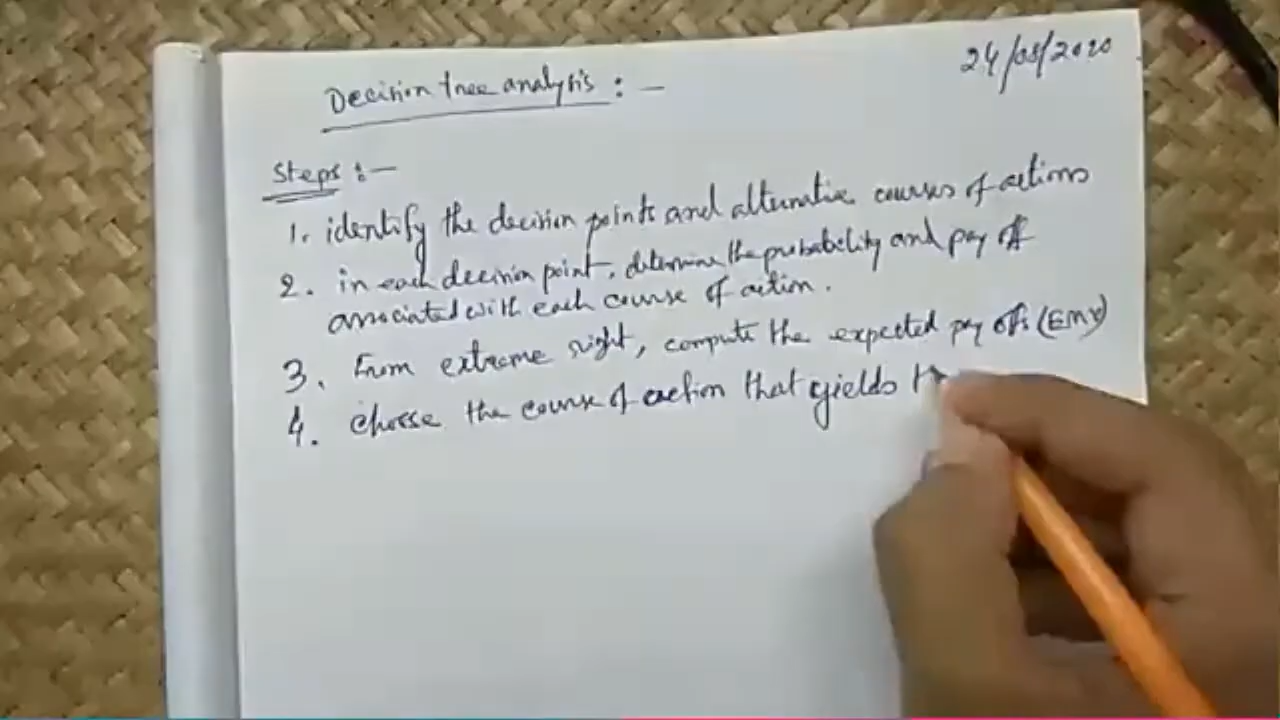 24/08/2020
Decision tree analysis : -
Steps :-
1. identify the decision points and alternative courses of actions
2. in each decision point, determine the probability and pay off
associated with each course of action.
3. From extreme right, compute the expected pay offs (EMV)
4. choose the course of action that yields